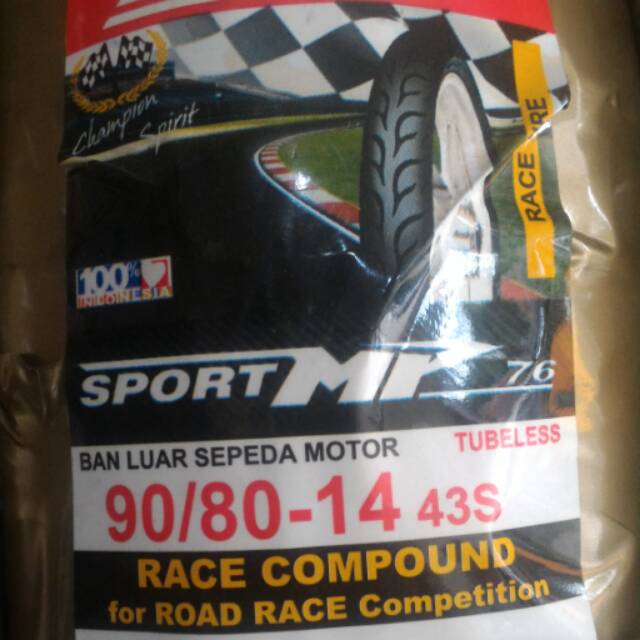 Champion
Spirit
RACE TIRE
100%
INDONESIA
SPORT MR 76
BAN LUAR SEPEDA MOTOR
TUBELESS
90/80-14 43S
RACE COMPOUND
for ROAD RACE Competition